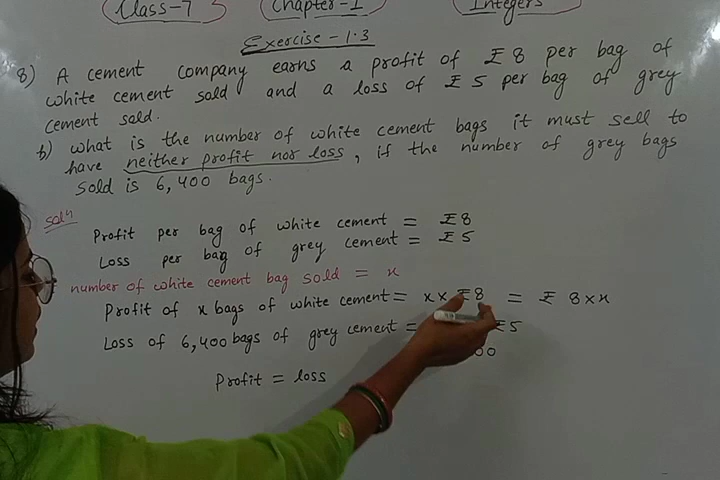 Class-7 Chapter-1 Integers
Exercise-1.3
8) A cement company earns a profit of ₹8 per bag of
white cement sold and a loss of ₹5 per bag of grey
cement sold.
b) what is the number of white cement bags it must sell to
have neither profit nor loss, if the number of grey bags
sold is 6,400 bags.
Soln
Profit per bag of white cement = ₹8
Loss per bag of grey cement = ₹5
number of white cement bag sold = x
Profit of x bags of white cement = x × ₹8 = ₹ 8×x
Loss of 6,400 bags of grey cement = ₹5
00
Profit = loss